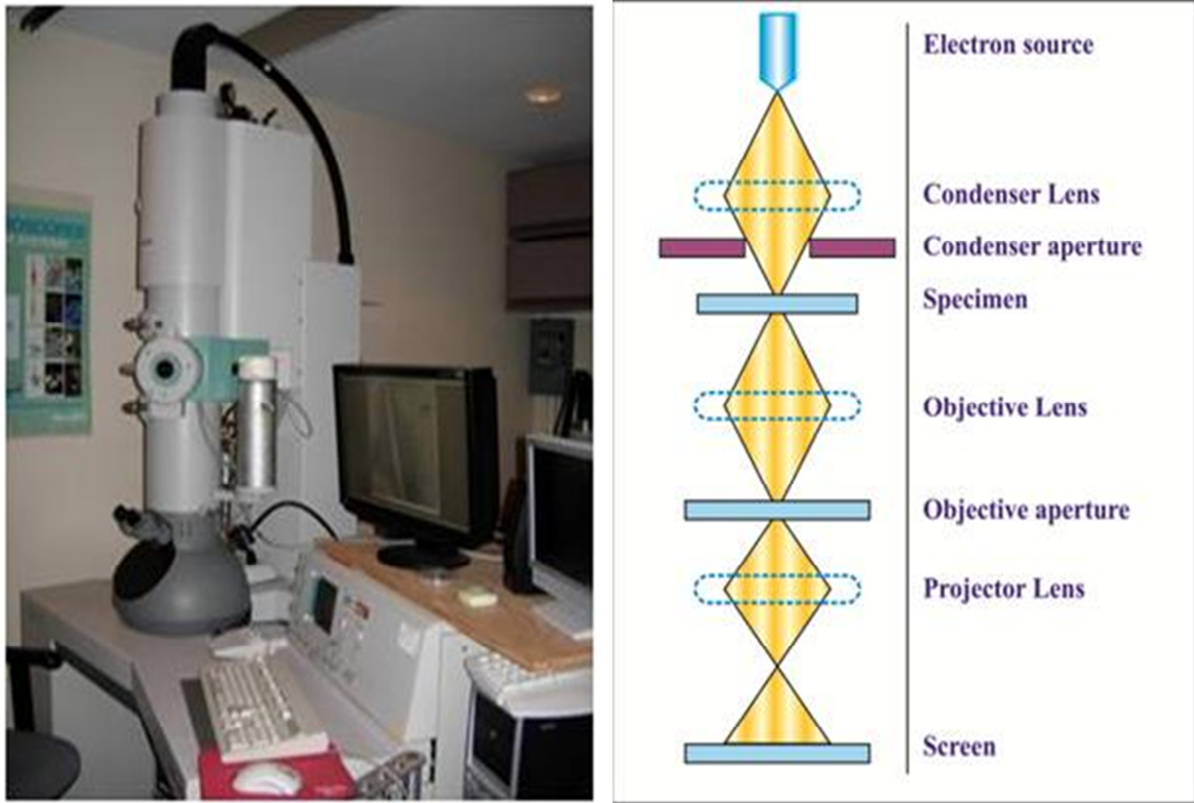 Electron source
Condenser Lens
Condenser aperture
Specimen
Objective Lens
Objective aperture
Projector Lens
Screen